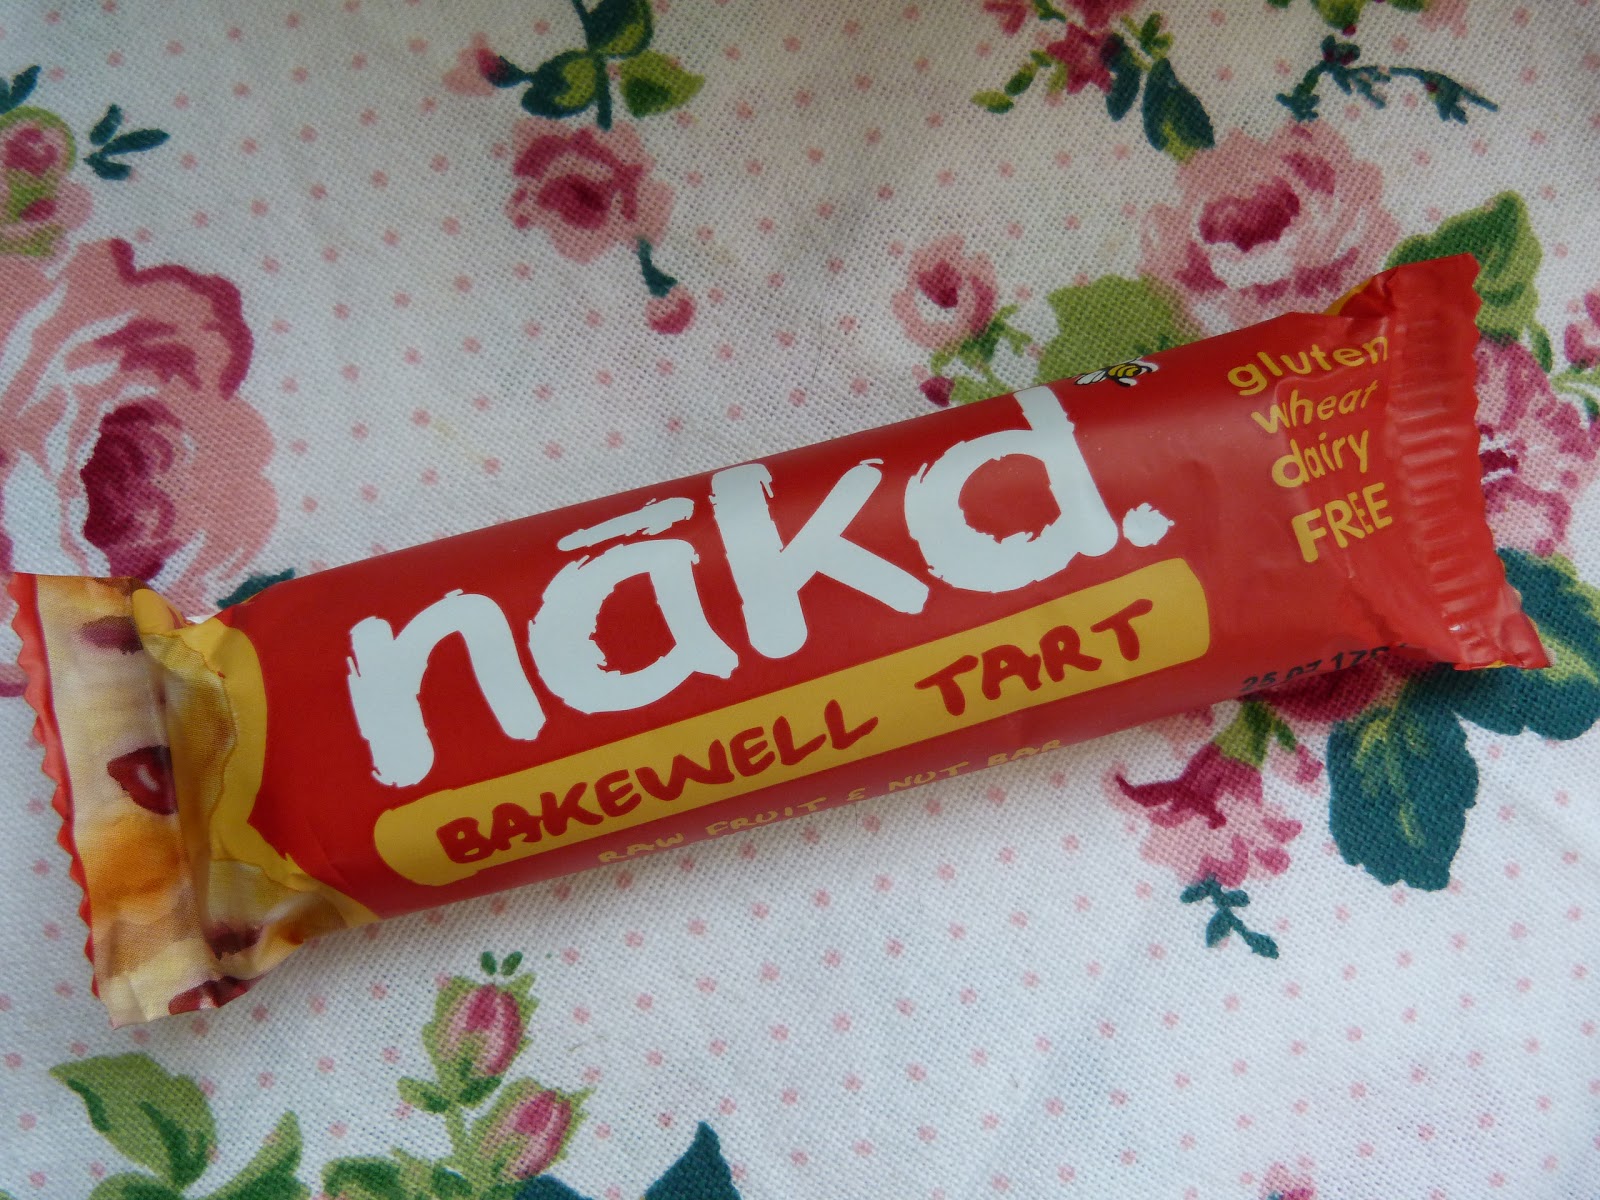 nākd.
BAKEWELL TART
RAW FRUIT & NUT BAR
gluten
wheat
dairy
FREE